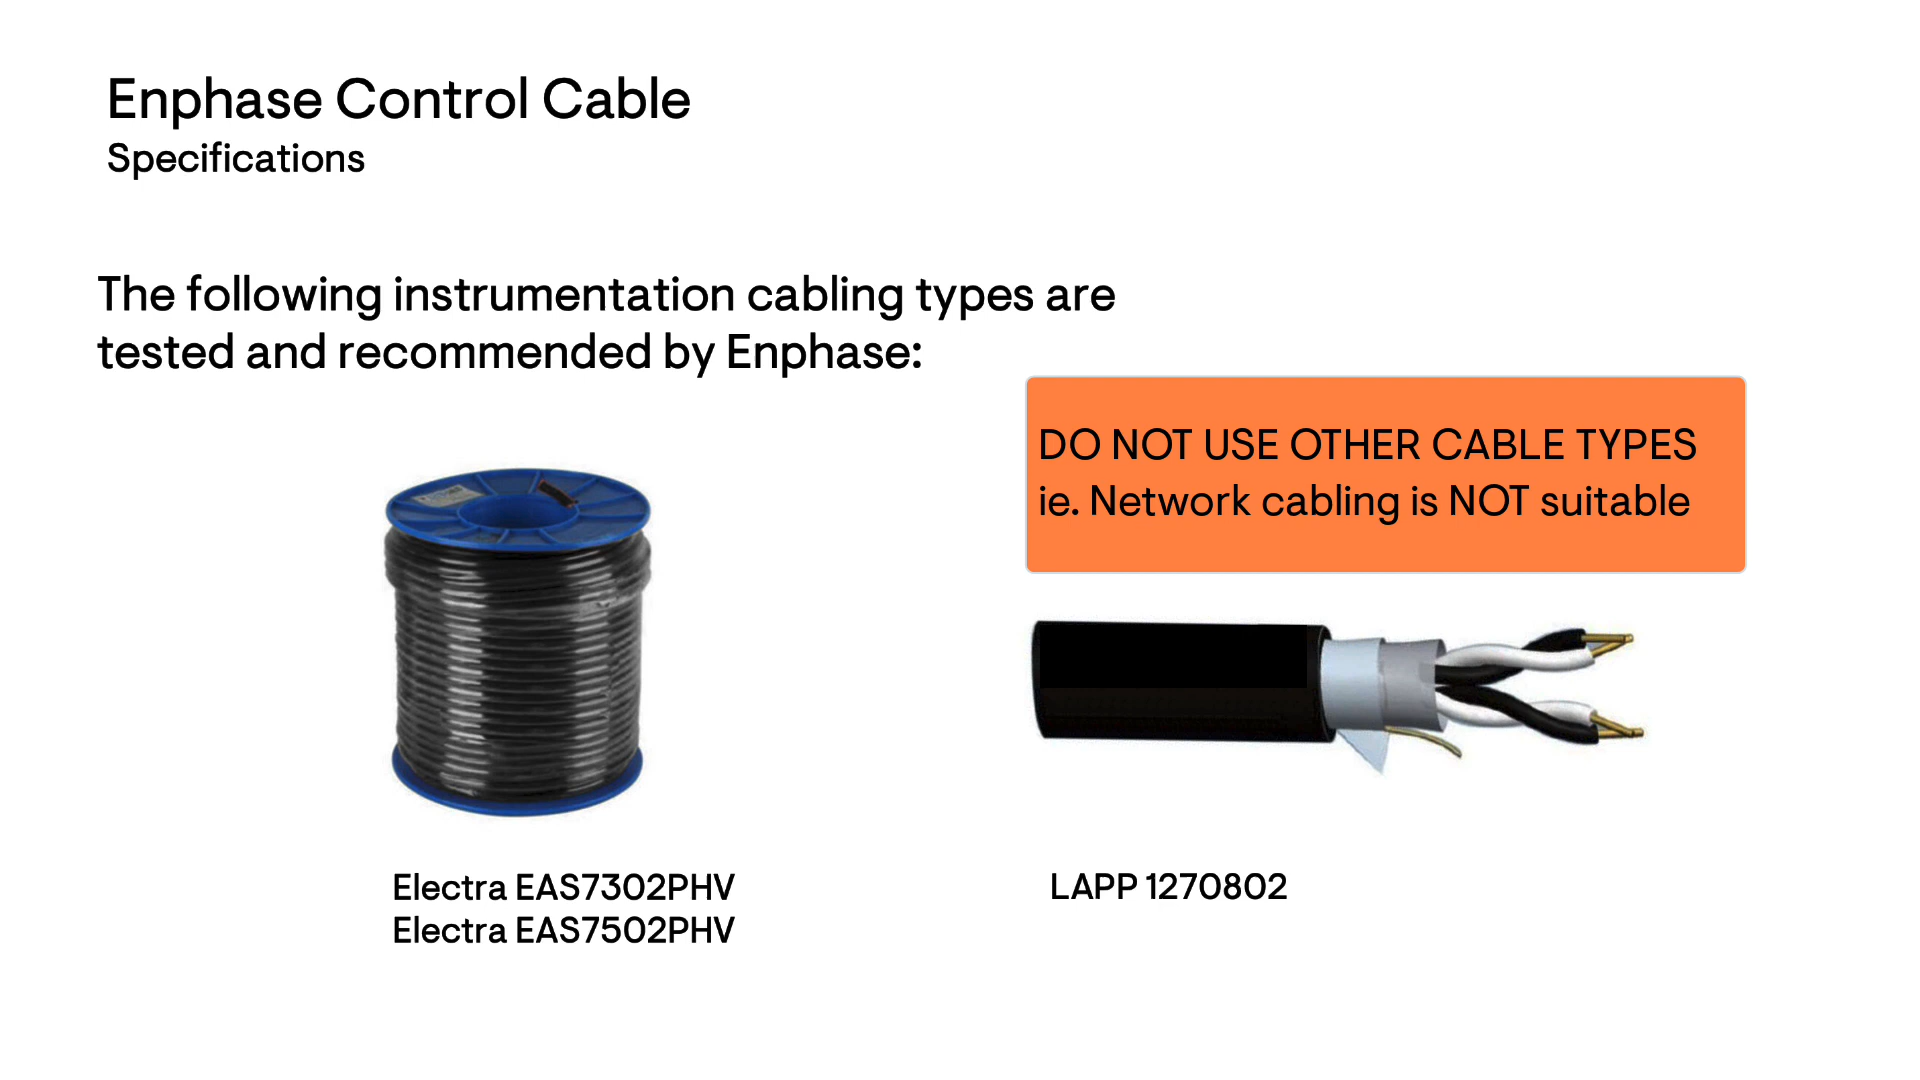 Enphase Control Cable
Specifications
The following instrumentation cabling types are
tested and recommended by Enphase:
DO NOT USE OTHER CABLE TYPES
ie. Network cabling is NOT suitable
Electra EAS7302PHV
Electra EAS7502PHV
LAPP 1270802